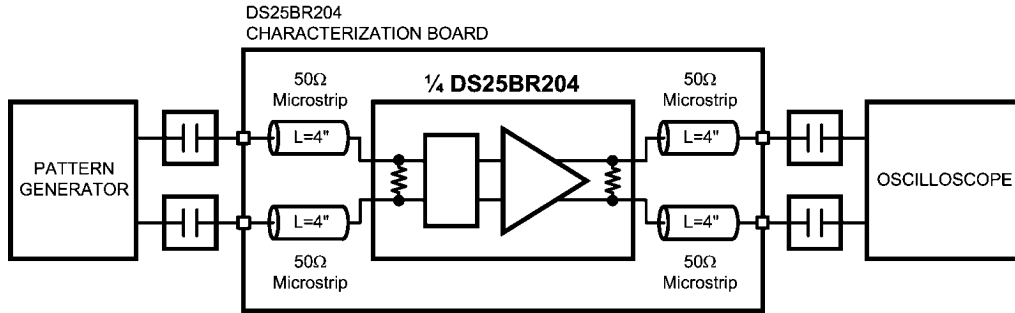 DS25BR204
CHARACTERIZATION BOARD
50Ω
Microstrip
¼ DS25BR204
50Ω
Microstrip
L=4"
L=4"
PATTERN
GENERATOR
OSCILLOSCOPE
L=4"
L=4"
50Ω
Microstrip
50Ω
Microstrip